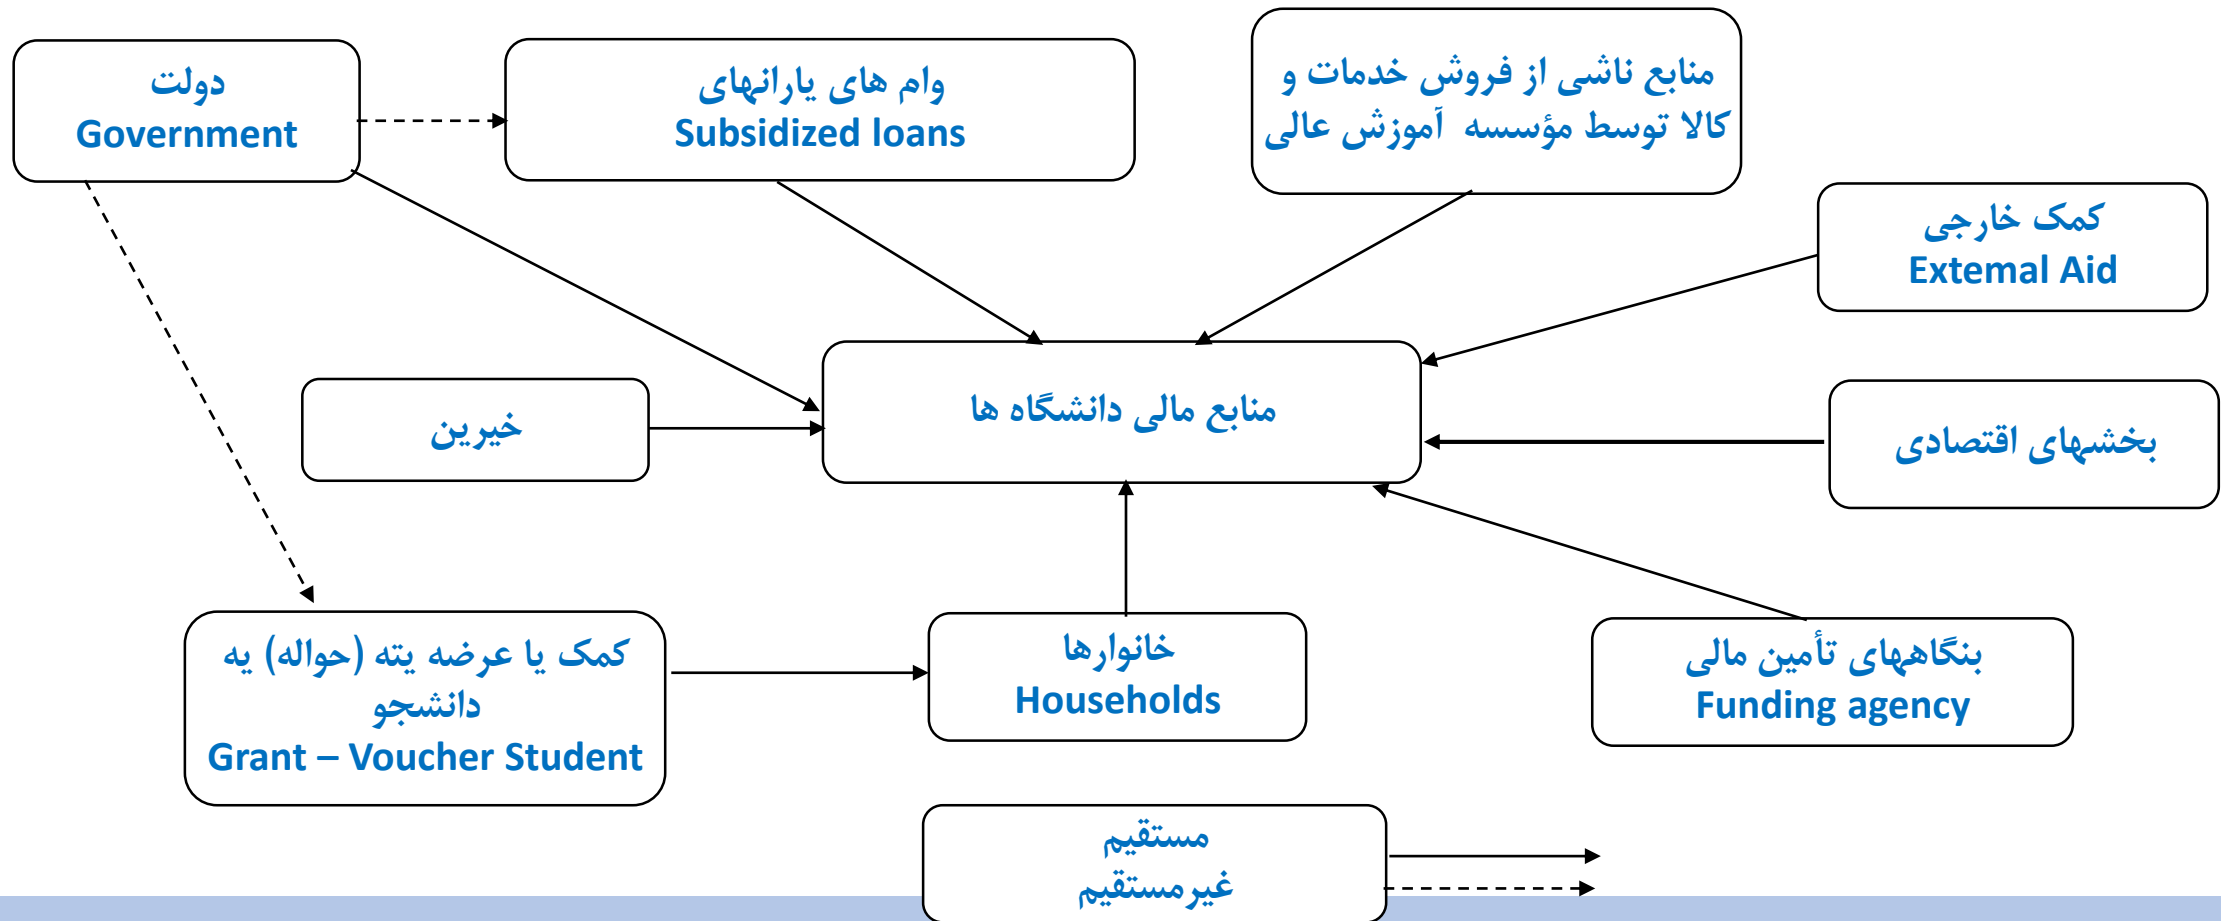 دولت
Government
وام های یارانهای
Subsidized loans
منابع ناشی از فروش خدمات و
کالا توسط مؤسسه آموزش عالی
کمک خارجی
Extemal Aid
منابع مالی دانشگاه ها
خیرین
بخشهای اقتصادی
کمک یا عرضه یته (حواله) یه
دانشجو
Grant – Voucher Student
خانوارها
Households
بنگاههای تأمین مالی
Funding agency
مستقیم
غیرمستقیم